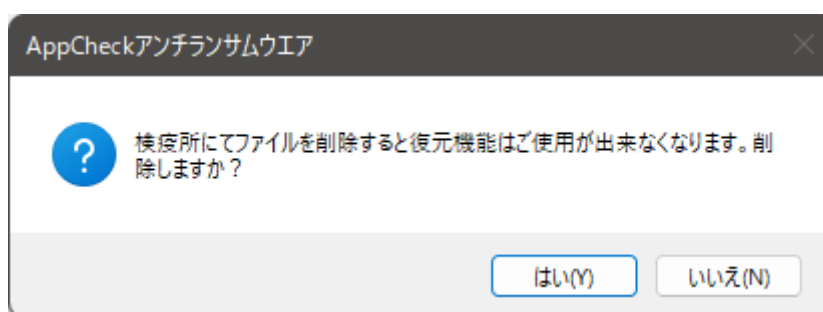 AppCheckアンチランサムウエア
検疫所にてファイルを削除すると復元機能はご使用が出来なくなります。削
除しますか？
はい(Y)
いいえ(N)